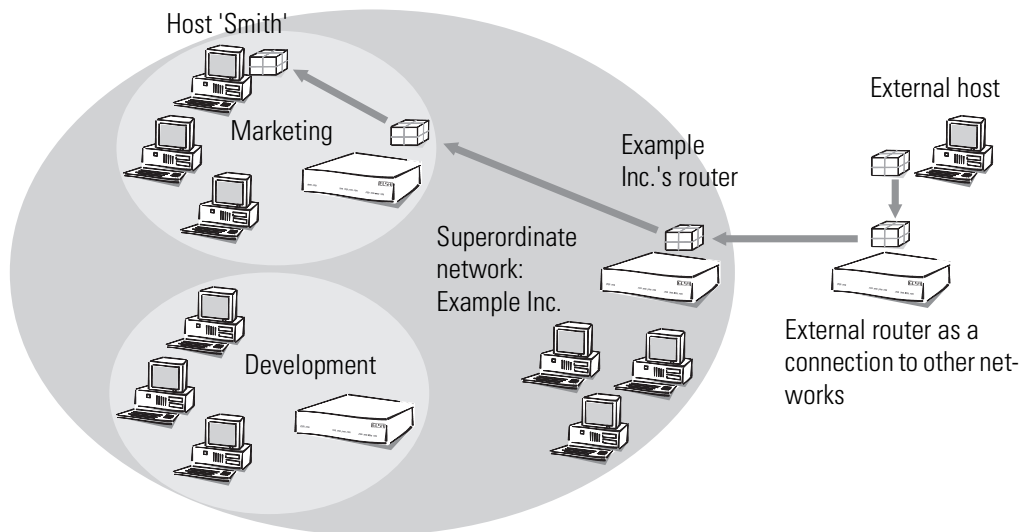 Host 'Smith'
External host
Marketing
Example
Inc.'s router
Superordinate
network:
Example Inc.
External router as a
connection to other net-
works
Development